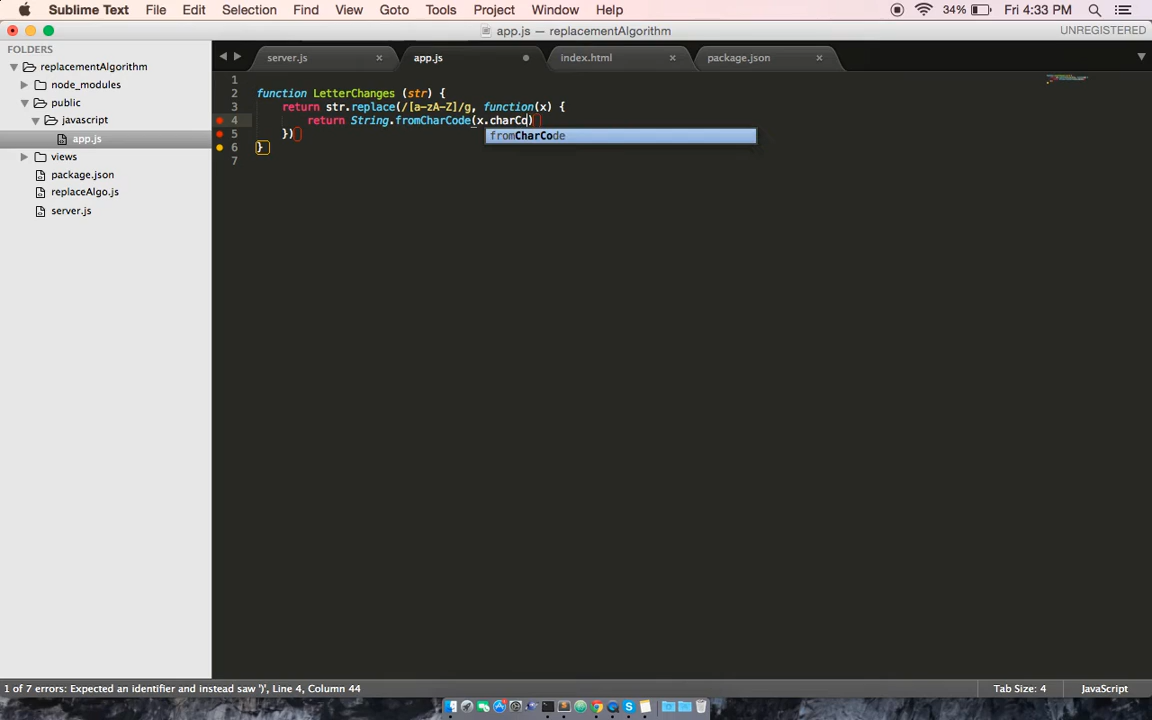 Sublime Text File Edit Selection Find View Goto Tools Project Window Help 34% Fri 4:33 PM
app.js — replacementAlgorithm UNREGISTERED
FOLDERS
replacementAlgorithm
node_modules
public
javascript
app.js
views
package.json
replaceAlgo.js
server.js
server.js × app.js index.html × package.json ×
1
2 function LetterChanges (str) {
3 return str.replace(/[a-zA-Z]/g, function(x) {
4 return String.fromCharCode(x.charCo)
fromCharCode
5 })
6 }
7
1 of 7 errors: Expected an identifier and instead saw ')', Line 4, Column 44 Tab Size: 4 JavaScript